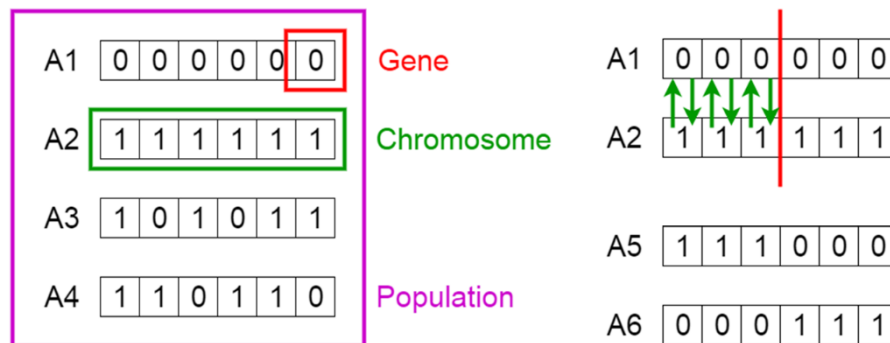 A1 0 0 0 0 0 0 Gene
A2 1 1 1 1 1 1 Chromosome
A3 1 0 1 0 1 1
A4 1 1 0 1 1 0 Population
A1 0 0 0 0 0 0
A2 1 1 1 1 1 1
A5 1 1 1 0 0 0
A6 0 0 0 1 1 1